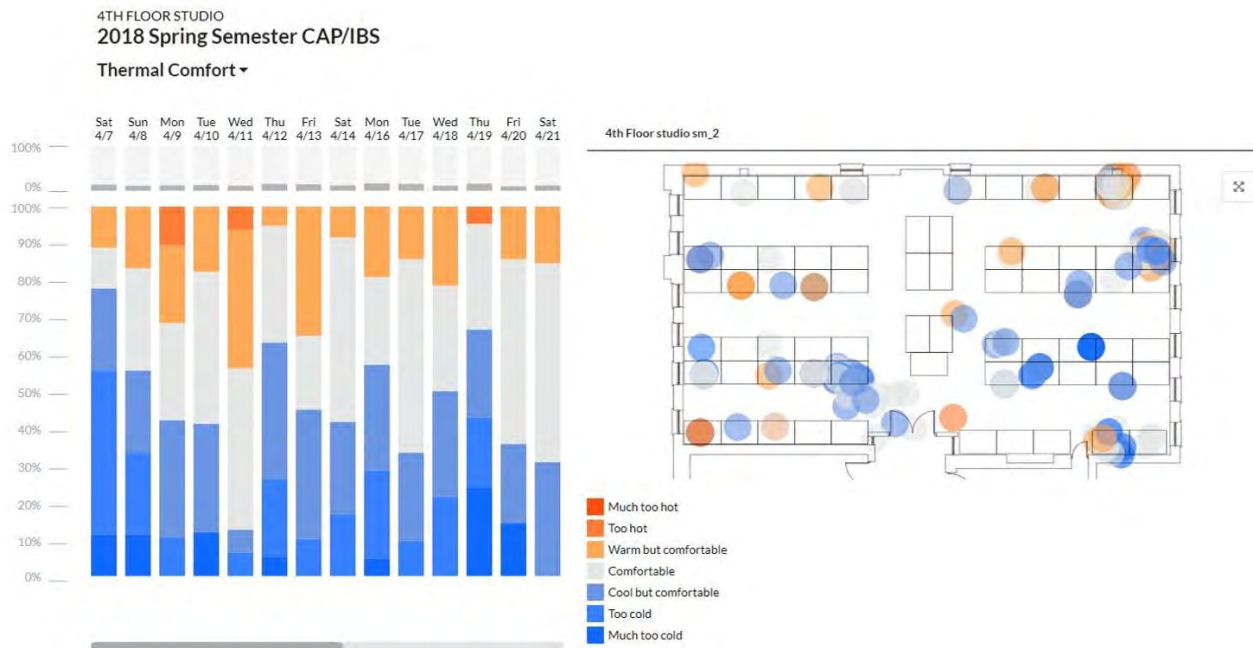 4TH FLOOR STUDIO
2018 Spring Semester CAP/IBS
Thermal Comfort
Sat Sun Mon Tue Wed Thu Fri Sat Mon Tue Wed Thu Fri Sat
4/7 4/8 4/9 4/10 4/11 4/12 4/13 4/14 4/16 4/17 4/18 4/19 4/20 4/21
100%
0%
100%
90%
80%
70%
60%
50%
40%
30%
20%
10%
0%
4th Floor studio sm_2
Much too hot
Too hot
Warm but comfortable
Comfortable
Cool but comfortable
Too cold
Much too cold